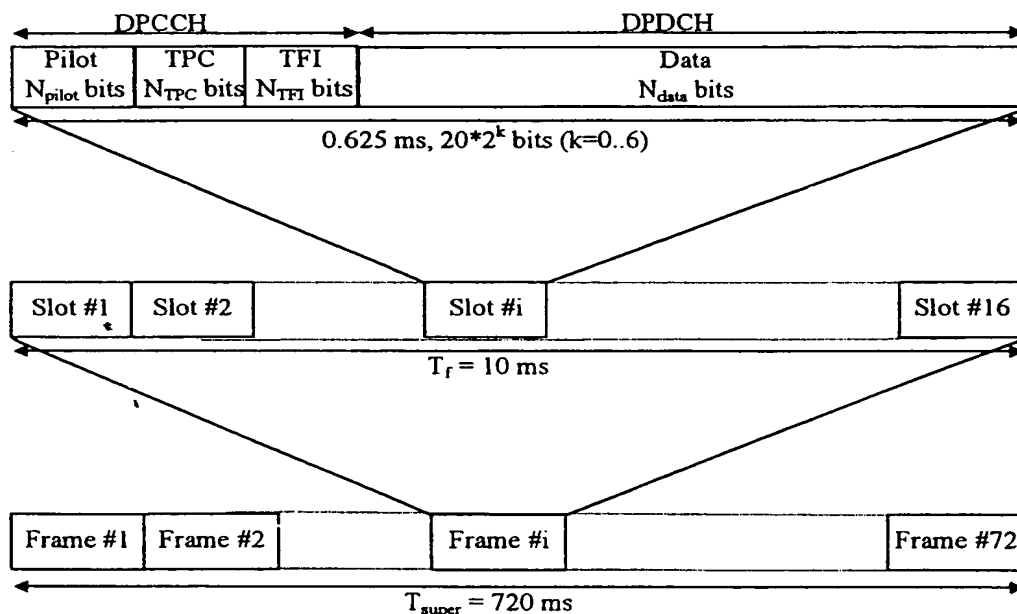 DPCCH DPDCH
Pilot TPC TFI Data
N_pilot bits N_TPC bits N_TFI bits N_data bits
0.625 ms, 20*2^k bits (k=0..6)
Slot #1 Slot #2 Slot #i Slot #16
T_f = 10 ms
Frame #1 Frame #2 Frame #i Frame #72
T_super = 720 ms